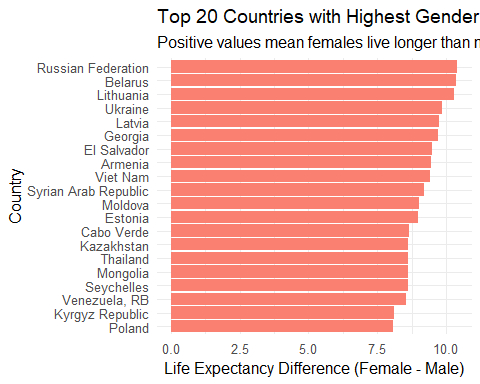 Top 20 Countries with Highest Gender
Positive values mean females live longer than
Russian Federation
Belarus
Lithuania
Ukraine
Latvia
Georgia
El Salvador
Armenia
Viet Nam
Syrian Arab Republic
Moldova
Estonia
Cabo Verde
Kazakhstan
Thailand
Mongolia
Seychelles
Venezuela, RB
Kyrgyz Republic
Poland
Country
0.0 2.5 5.0 7.5 10.0
Life Expectancy Difference (Female - Male)